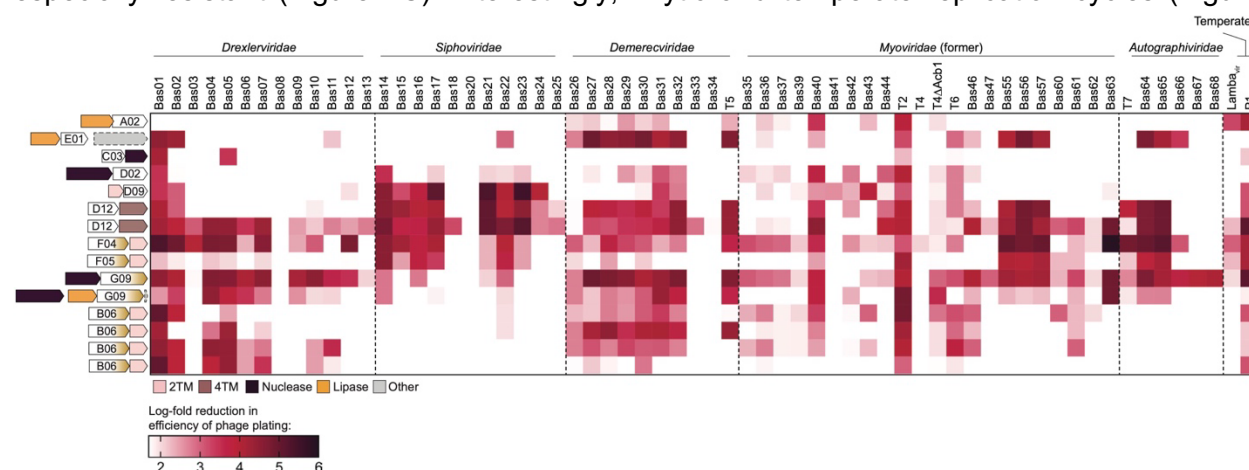 Temperate
Drexlerviridae Siphoviridae Demerecviridae Myoviridae (former) Autographiviridae
Bas01 Bas02 Bas03 Bas04 Bas05 Bas06 Bas07 Bas08 Bas09 Bas10 Bas11 Bas12 Bas13 Bas14 Bas15 Bas16 Bas17 Bas18 Bas20 Bas21 Bas22 Bas23 Bas24 Bas25 Bas26 Bas27 Bas28 Bas29 Bas30 Bas31 Bas32 Bas33 Bas34 T5 Bas35 Bas36 Bas37 Bas38 Bas40 Bas41 Bas42 Bas43 Bas44 T2 T4 T4ΔAcb1 T6 Bas46 Bas47 Bas55 Bas56 Bas57 Bas60 Bas61 Bas62 Bas63 T7 Bas64 Bas65 Bas66 Bas67 Bas68 Lambda
A02
E01
C03
D02
D09
D12
D12
F04
F05
G09
G09
B06
B06
B06
B06
2TM 4TM Nuclease Lipase Other
Log-fold reduction in
efficiency of phage plating:
2 3 4 5 6